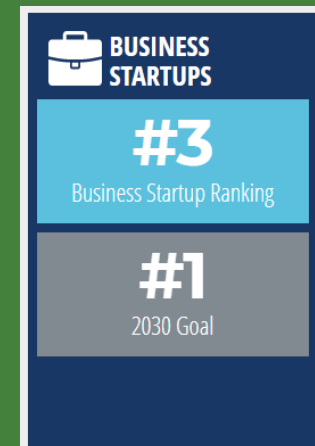 BUSINESS
STARTUPS
#3
Business Startup Ranking
#1
2030 Goal